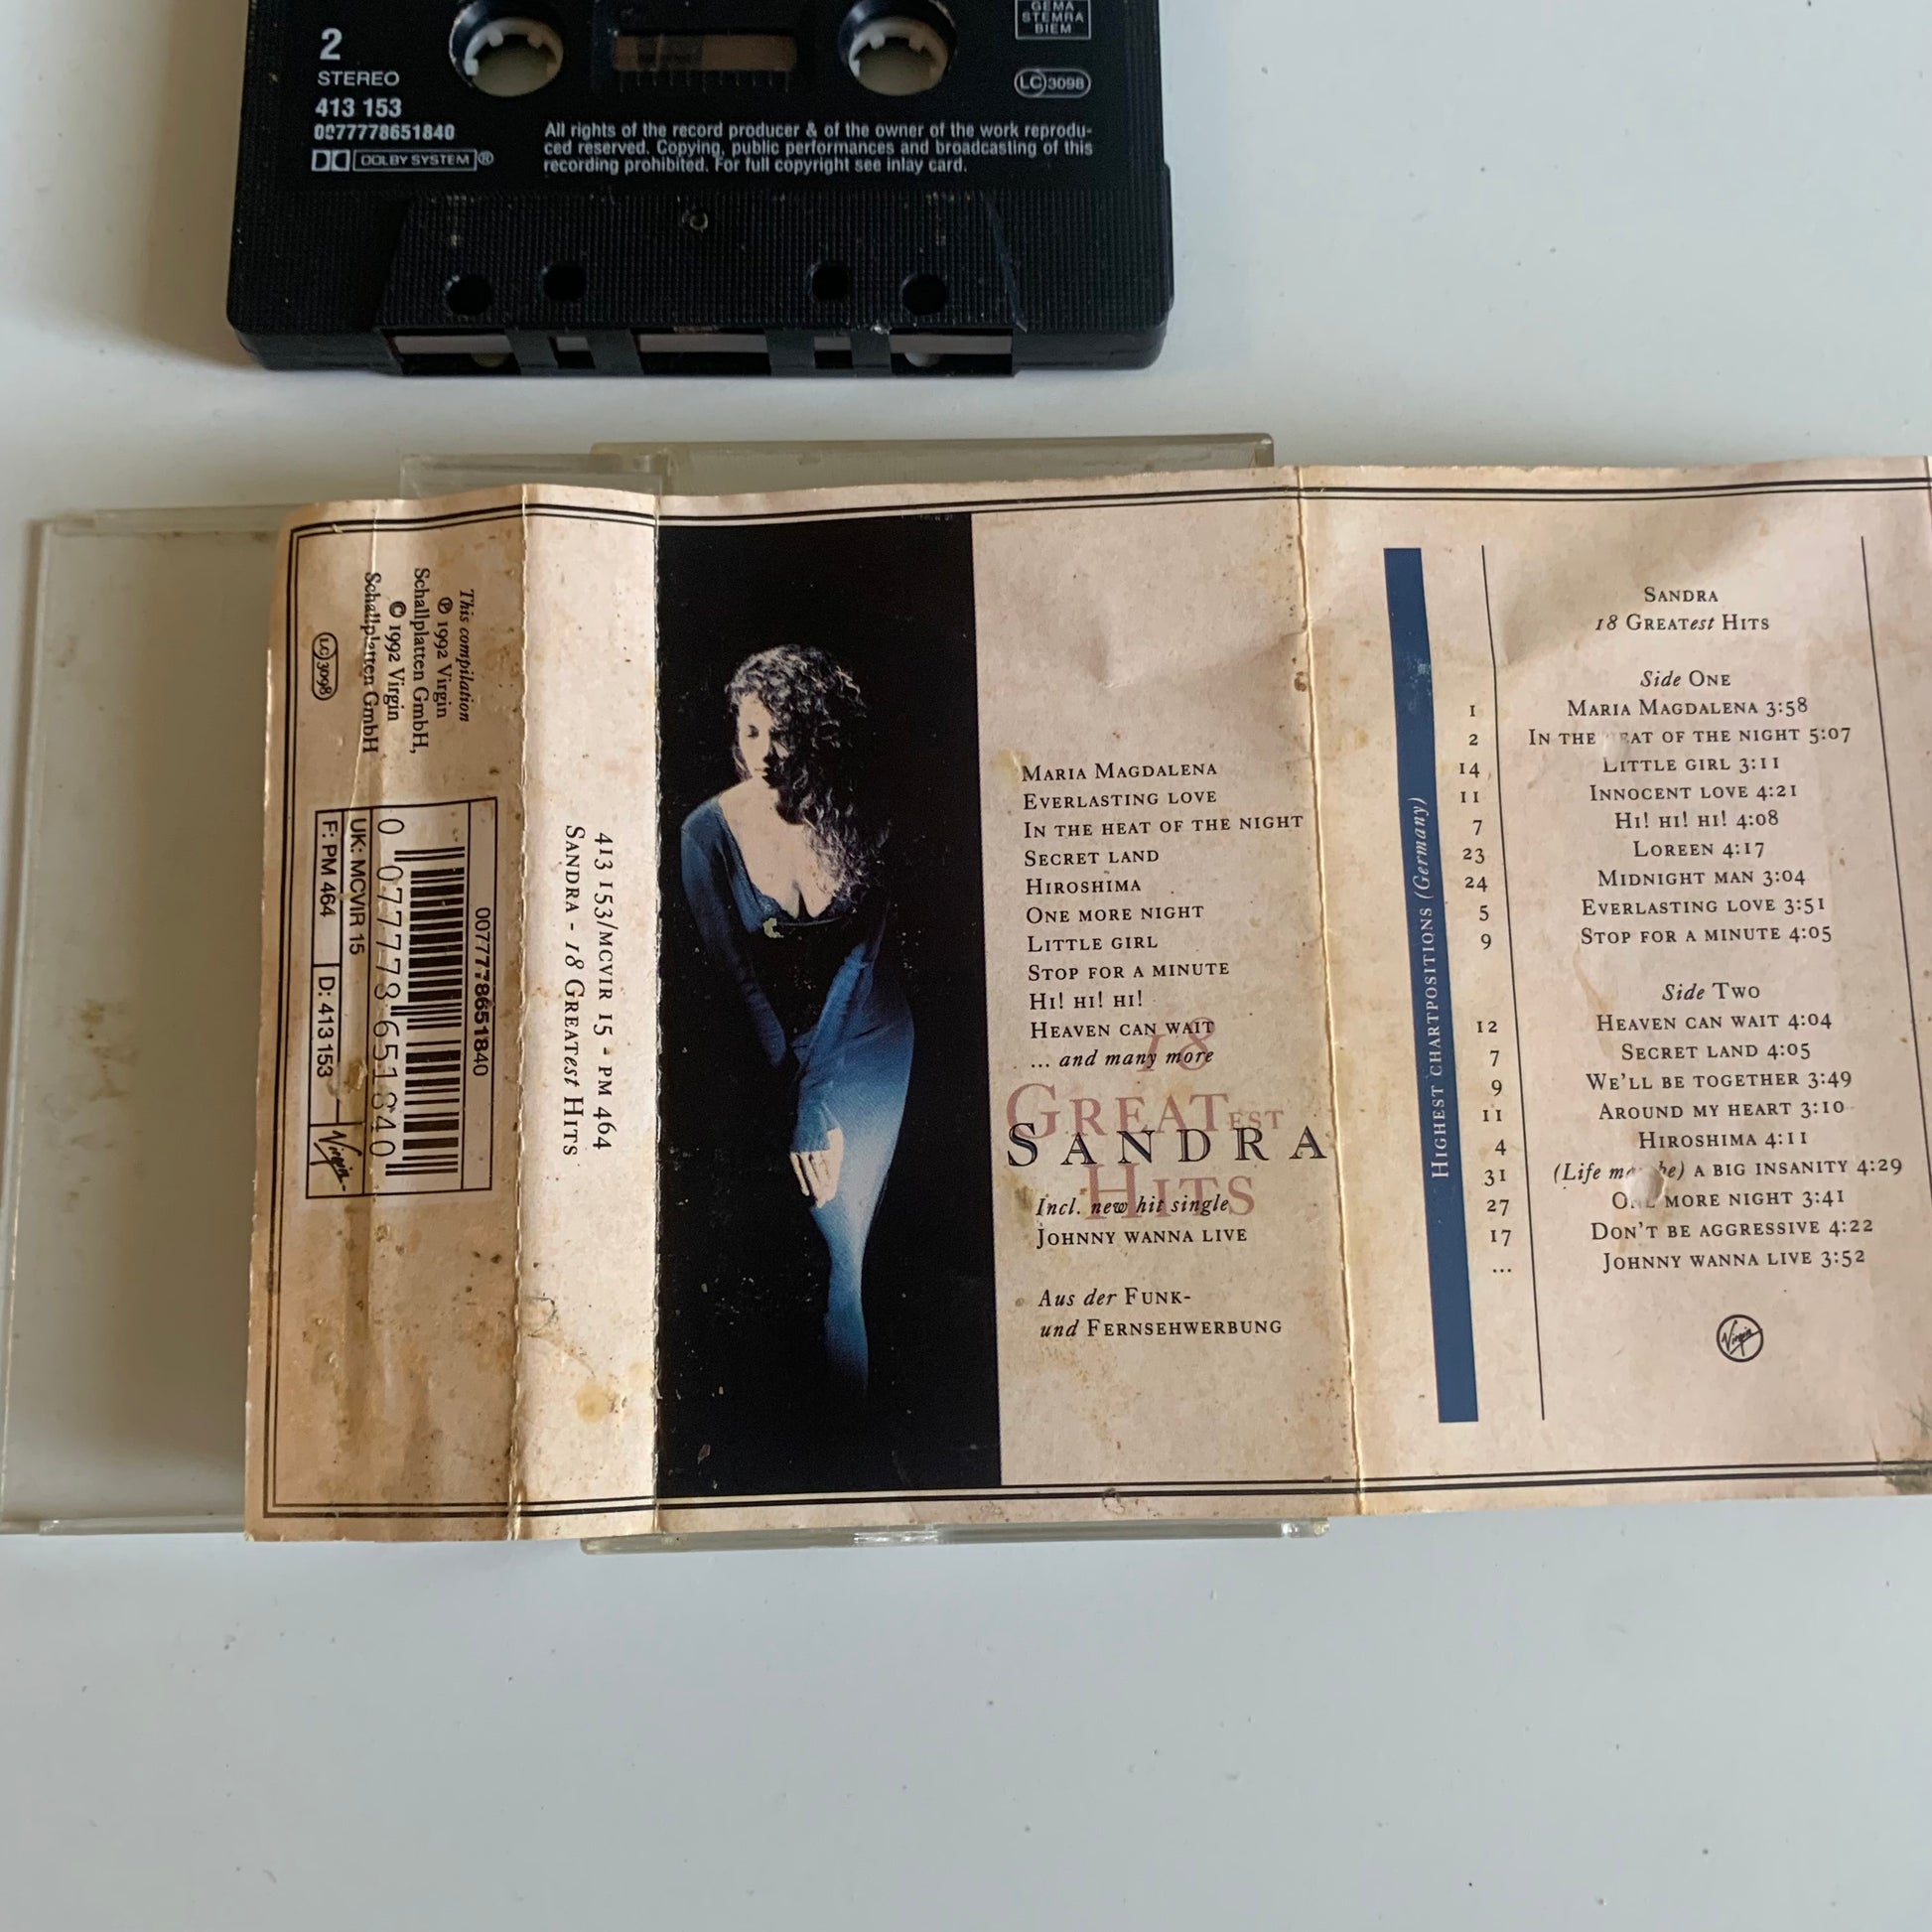 2
STEREO
413 153
0077778651840
DOLBY SYSTEM®
GEMA
STEMRA
BIEM
LC 3098
All rights of the record producer & of the owner of the work reprodu-
ced reserved. Copying, public performances and broadcasting of this
recording prohibited. For full copyright see inlay card.
This compilation
℗ 1992 Virgin
Schallplatten GmbH,
© 1992 Virgin
Schallplatten GmbH
LC 3098
0077778651840
0 077778 651840
UK: MCVIR 15
F: PM 464
D: 413 153
Virgin
413 153/MCVIR 15 - PM 464
SANDRA - 18 GREATest HITS
MARIA MAGDALENA
EVERLASTING LOVE
IN THE HEAT OF THE NIGHT
SECRET LAND
HIROSHIMA
ONE MORE NIGHT
LITTLE GIRL
STOP FOR A MINUTE
HI! HI! HI!
HEAVEN CAN WAIT
... and many more
18
GREATEST
SANDRA
HITS
Incl. new hit single
JOHNNY WANNA LIVE
Aus der FUNK-
und FERNSEHWERBUNG
HIGHEST CHARTPOSITIONS (Germany)
SANDRA
18 GREATest HITS
Side ONE
1 MARIA MAGDALENA 3:58
2 IN THE EAT OF THE NIGHT 5:07
14 LITTLE GIRL 3:11
11 INNOCENT LOVE 4:21
7 HI! HI! HI! 4:08
23 LOREEN 4:17
24 MIDNIGHT MAN 3:04
5 EVERLASTING LOVE 3:51
9 STOP FOR A MINUTE 4:05
Side TWO
12 HEAVEN CAN WAIT 4:04
7 SECRET LAND 4:05
9 WE'LL BE TOGETHER 3:49
11 AROUND MY HEART 3:10
4 HIROSHIMA 4:11
31 (Life be) A BIG INSANITY 4:29
27 MORE NIGHT 3:41
17 DON'T BE AGGRESSIVE 4:22
... JOHNNY WANNA LIVE 3:52
Virgin